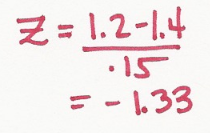 Z = 1.2-1.4
.15
= -1.33